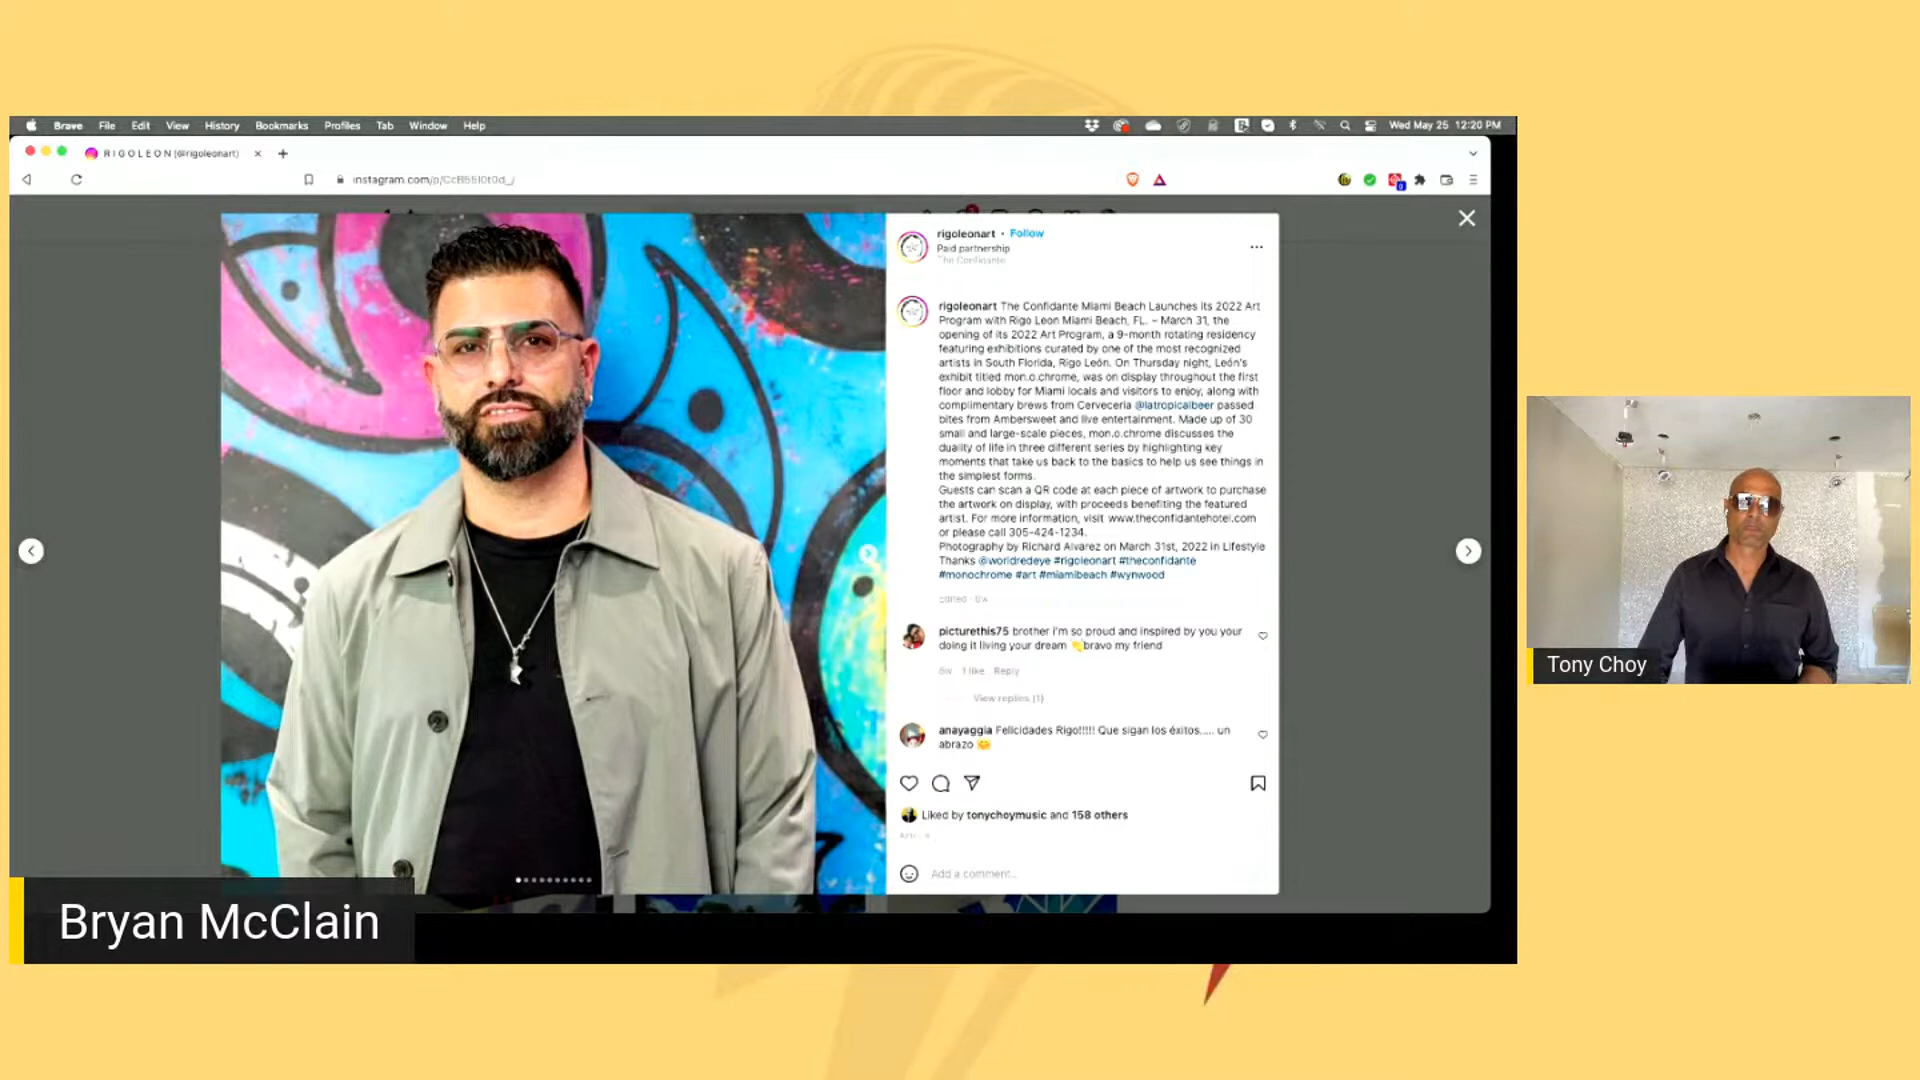 Brave File Edit View History Bookmarks Profiles Tab Window Help
Wed May 25 12:20 PM
R I G O L E O N (@rigoleonart)
rigoleonart • Follow
Paid partnership
The Confidante
rigoleonart The Confidante Miami Beach Launches its 2022 Art
Program with Rigo Leon Miami Beach, FL. – March 31, the
opening of its 2022 Art Program, a 9-month rotating residency
featuring exhibitions curated by one of the most recognized
artists in South Florida, Rigo León. On Thursday night, León's
exhibit titled mon.o.chrome, was on display throughout the first
floor and lobby for Miami locals and visitors to enjoy, along with
complimentary brews from Cerveceria @latropicalbeer passed
bites from Ambersweet and live entertainment. Made up of 30
small and large-scale pieces, mon.o.chrome discusses the
duality of life in three different series by highlighting key
moments that take us back to the basics to help us see things in
the simplest forms.
Guests can scan a QR code at each piece of artwork to purchase
the artwork on display, with proceeds benefiting the featured
artist. For more information, visit www.theconfidantehotel.com
or please call 305-424-1234.
Photography by Richard Alvarez on March 31st, 2022 in Lifestyle
Thanks @worldredeye #rigoleonart #theconfidante
#monochrome #art #miamibeach #wynwood
Edited · 6w
picturethis75 brother i'm so proud and inspired by you your
doing it living your dream 👏bravo my friend
6w 1 like Reply
View replies (1)
anayaggia Felicidades Rigo!!!!! Que sigan los éxitos..... un
abrazo 🤗
Liked by tonychoymusic and 158 others
Add a comment...
Bryan McClain
Tony Choy